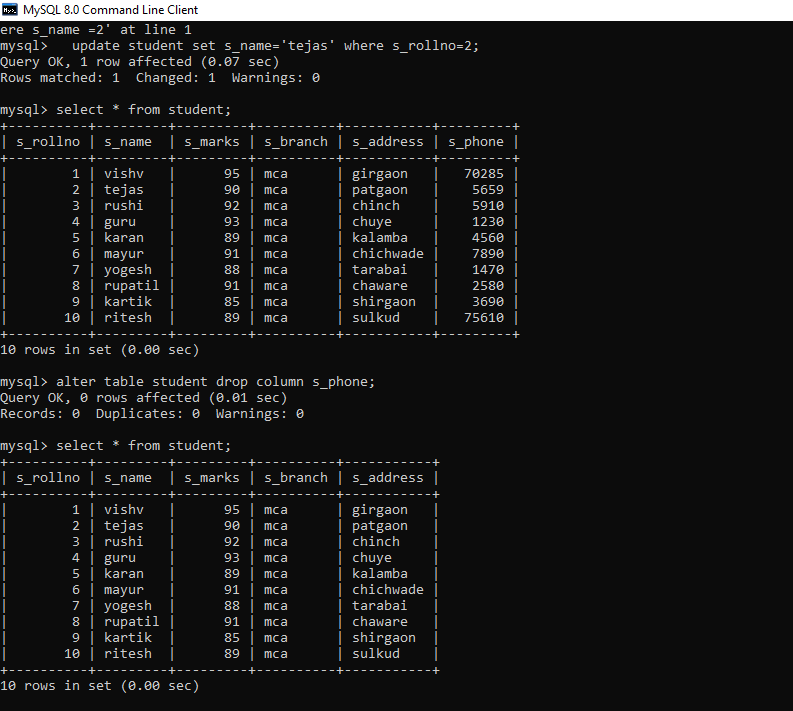 MySQL 8.0 Command Line Client
ere s_name =2' at line 1
mysql>   update student set s_name='tejas' where s_rollno=2;
Query OK, 1 row affected (0.07 sec)
Rows matched: 1  Changed: 1  Warnings: 0

mysql> select * from student;
+----------+---------+---------+----------+-----------+---------+
| s_rollno | s_name  | s_marks | s_branch | s_address | s_phone |
+----------+---------+---------+----------+-----------+---------+
|        1 | vishv   |      95 | mca      | girgaon   |   70285 |
|        2 | tejas   |      90 | mca      | patgaon   |    5659 |
|        3 | rushi   |      92 | mca      | chinch    |    5910 |
|        4 | guru    |      93 | mca      | chuye     |    1230 |
|        5 | karan   |      89 | mca      | kalamba   |    4560 |
|        6 | mayur   |      91 | mca      | chichwade |    7890 |
|        7 | yogesh  |      88 | mca      | tarabai   |    1470 |
|        8 | rupatil |      91 | mca      | chaware   |    2580 |
|        9 | kartik  |      85 | mca      | shirgaon  |    3690 |
|       10 | ritesh  |      89 | mca      | sulkud    |   75610 |
+----------+---------+---------+----------+-----------+---------+
10 rows in set (0.00 sec)

mysql> alter table student drop column s_phone;
Query OK, 0 rows affected (0.01 sec)
Records: 0  Duplicates: 0  Warnings: 0

mysql> select * from student;
+----------+---------+---------+----------+-----------+
| s_rollno | s_name  | s_marks | s_branch | s_address |
+----------+---------+---------+----------+-----------+
|        1 | vishv   |      95 | mca      | girgaon   |
|        2 | tejas   |      90 | mca      | patgaon   |
|        3 | rushi   |      92 | mca      | chinch    |
|        4 | guru    |      93 | mca      | chuye     |
|        5 | karan   |      89 | mca      | kalamba   |
|        6 | mayur   |      91 | mca      | chichwade |
|        7 | yogesh  |      88 | mca      | tarabai   |
|        8 | rupatil |      91 | mca      | chaware   |
|        9 | kartik  |      85 | mca      | shirgaon  |
|       10 | ritesh  |      89 | mca      | sulkud    |
+----------+---------+---------+----------+-----------+
10 rows in set (0.00 sec)